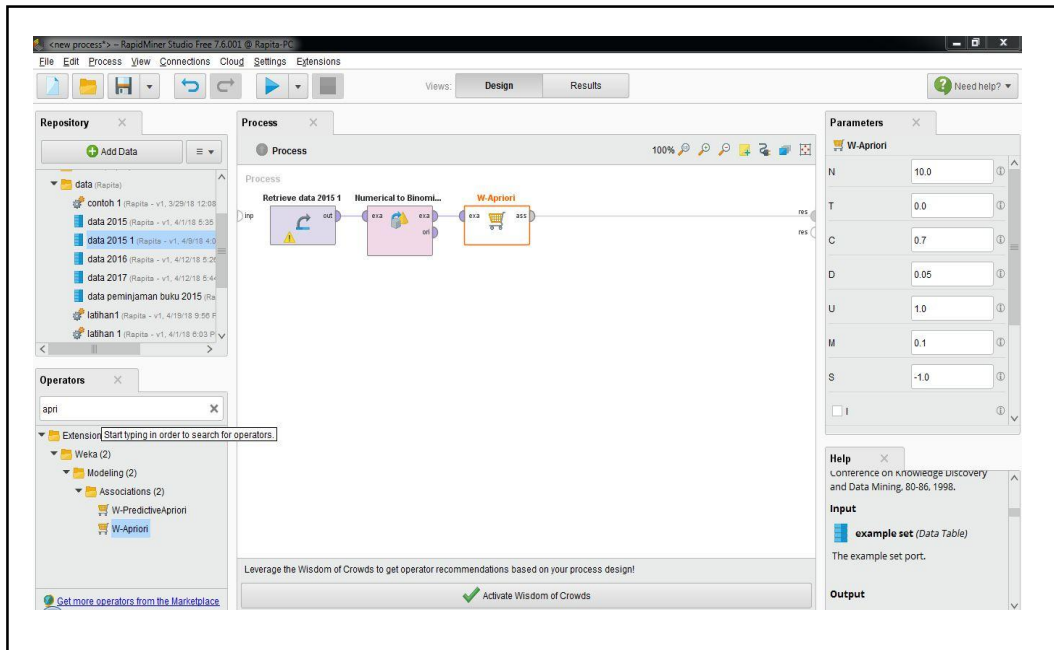 <new process*> – RapidMiner Studio Free 7.6.001 @ Rapita-PC
File Edit Process View Connections Cloud Settings Extensions
Views: Design Results Need help?
Repository
Add Data
data (Rapita)
contoh 1 (Rapita - v1, 3/29/18 12:08
data 2015 (Rapita - v1, 4/1/18 5:35
data 2015 1 (Rapita - v1, 4/9/18 4:0
data 2016 (Rapita - v1, 4/12/18 5:26
data 2017 (Rapita - v1, 4/12/18 5:44
data peminjaman buku 2015 (Ra
latihan1 (Rapita - v1, 4/19/18 9:56 P
latihan 1 (Rapita - v1, 4/1/18 6:03 P
Operators
apri
Extension
Start typing in order to search for operators.
Weka (2)
Modeling (2)
Associations (2)
W-PredictiveApriori
W-Apriori
Get more operators from the Marketplace
Process
Process
100%
Process
Retrieve data 2015 1 Numerical to Binomi... W-Apriori
inp out exa exa exa ass res
ori res
Leverage the Wisdom of Crowds to get operator recommendations based on your process design!
Activate Wisdom of Crowds
Parameters
W-Apriori
N 10.0
T 0.0
C 0.7
D 0.05
U 1.0
M 0.1
S -1.0
I
Help
Conference on Knowledge Discovery
and Data Mining, 80-86, 1998.
Input
example set (Data Table)
The example set port.
Output